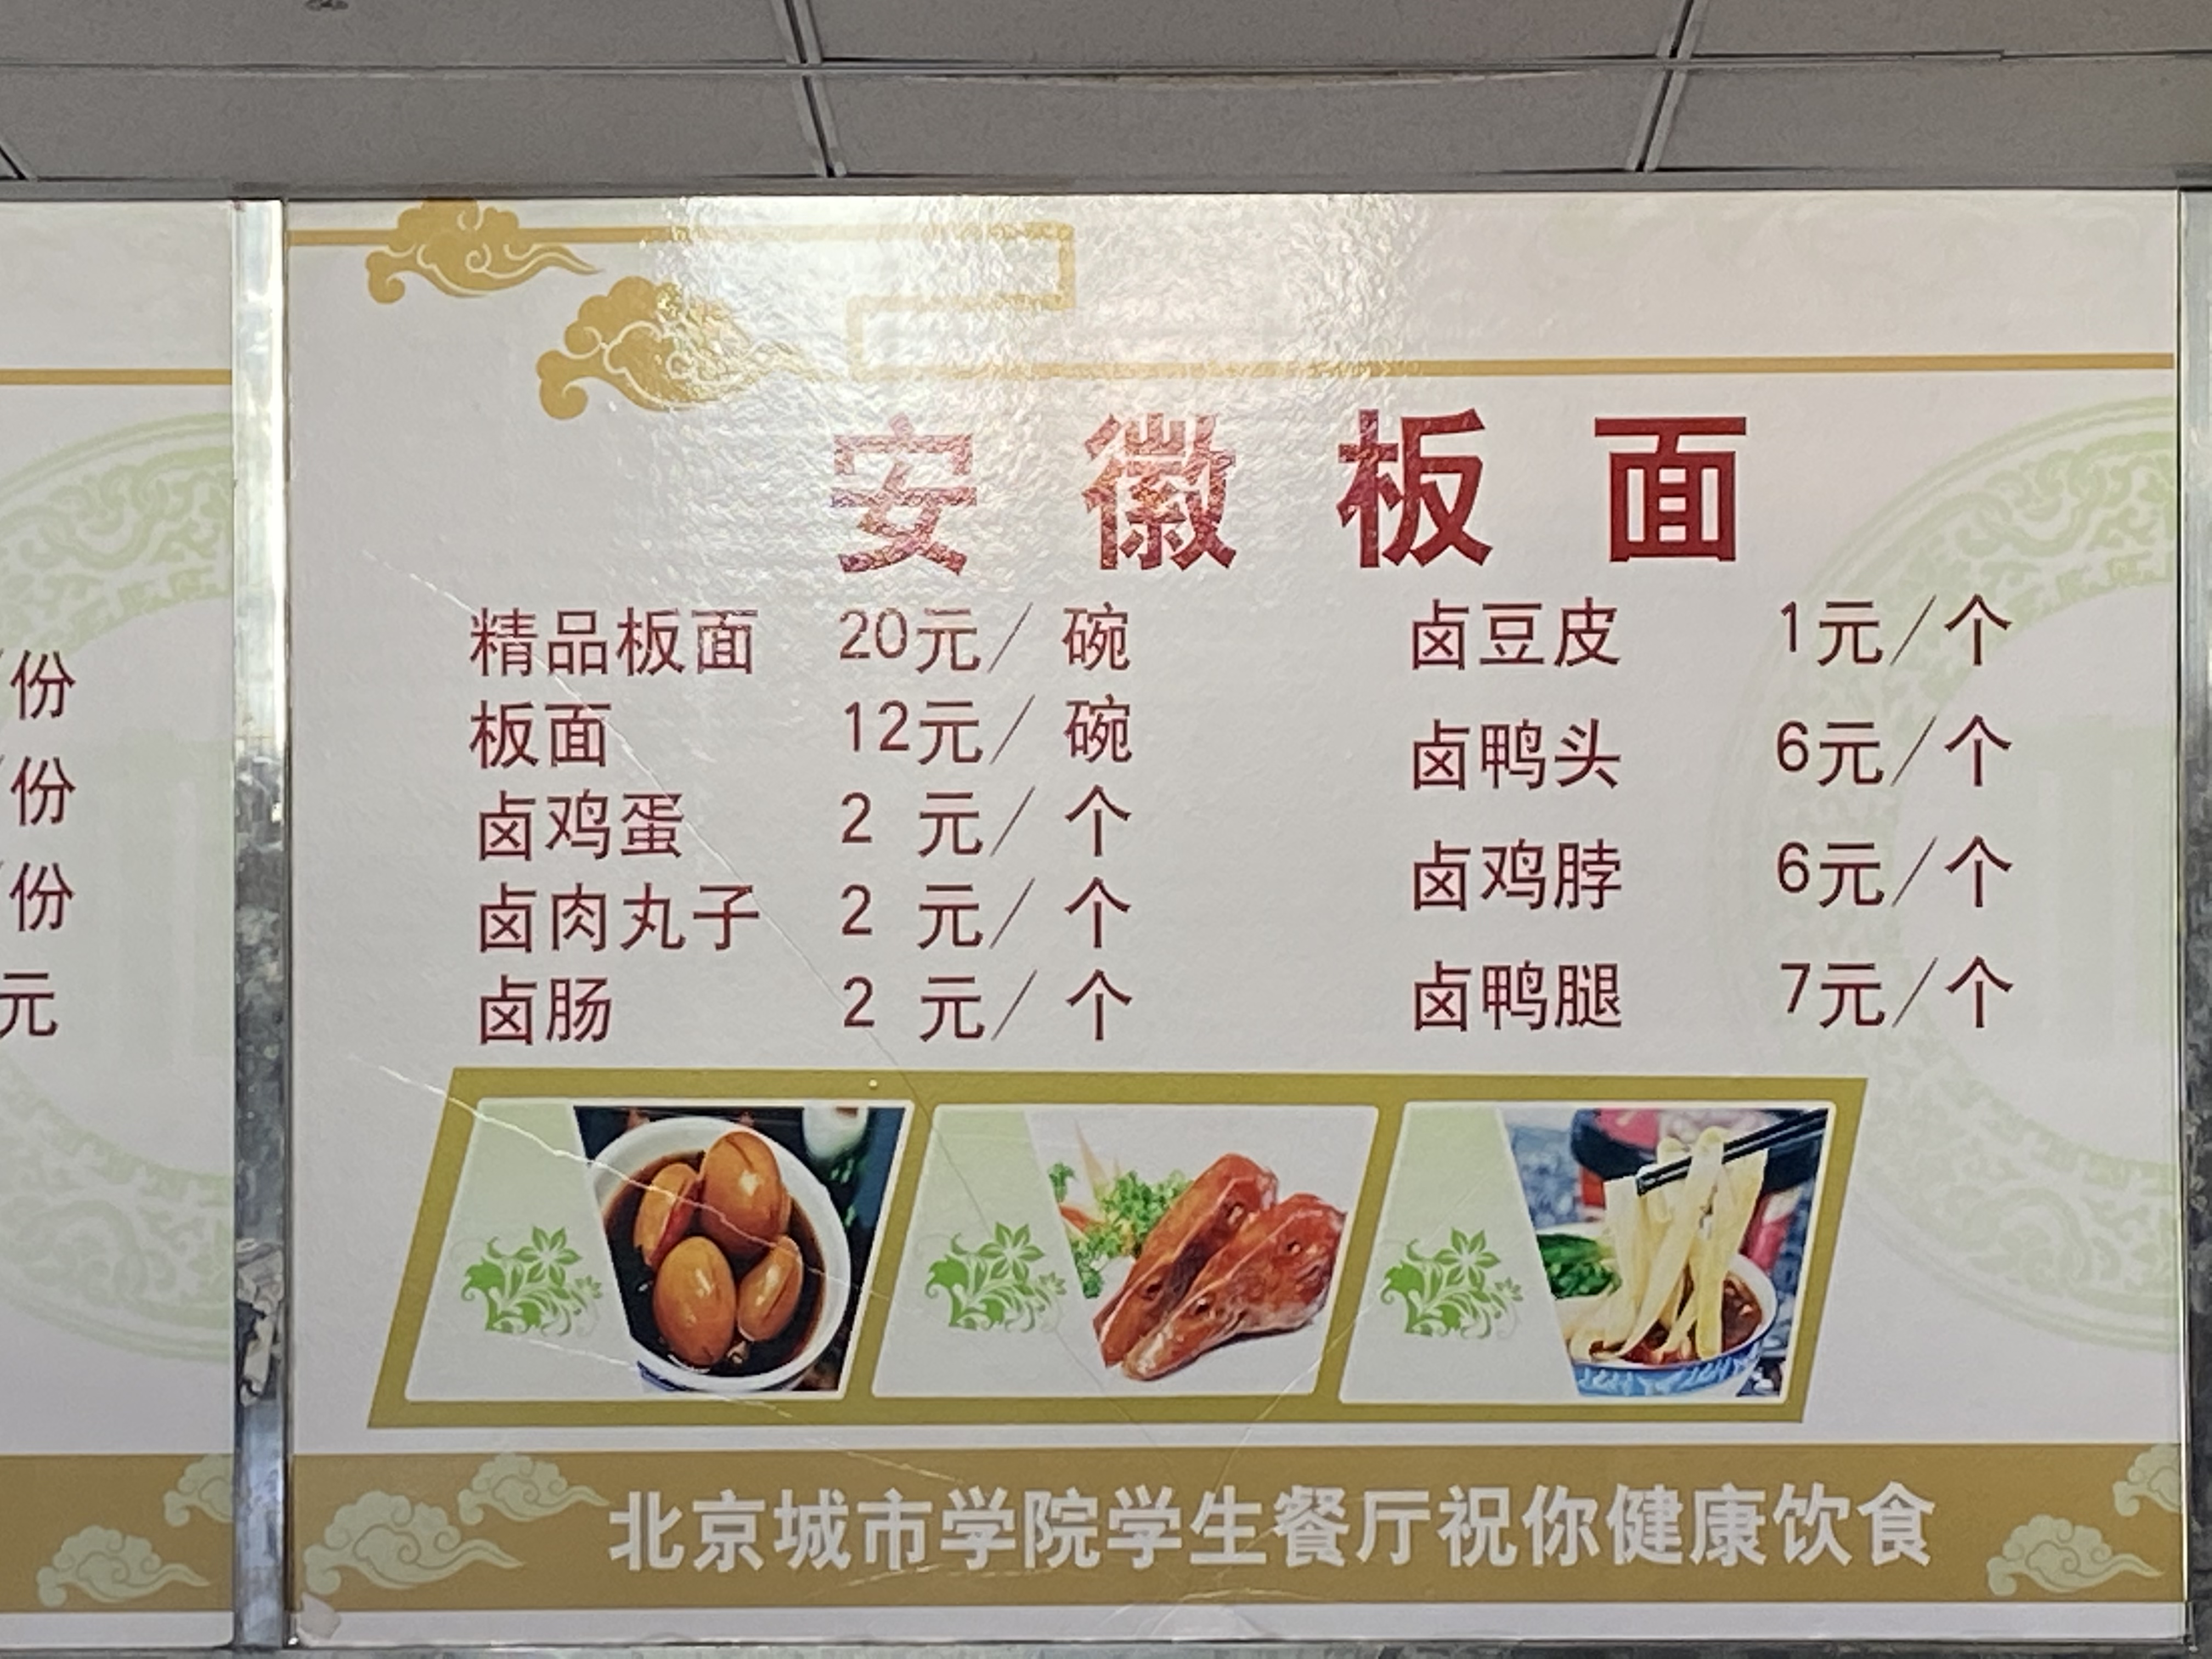 安徽板面
精品板面 20元/碗
板面 12元/碗
卤鸡蛋 2元/个
卤肉丸子 2元/个
卤肠 2元/个
卤豆皮 1元/个
卤鸭头 6元/个
卤鸡脖 6元/个
卤鸭腿 7元/个
北京城市学院学生餐厅祝你健康饮食
/份
/份
/份
元